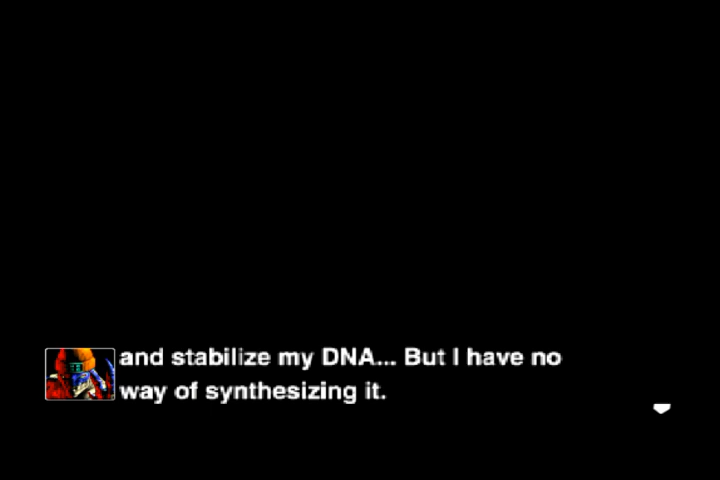 and stabilize my DNA... But I have no
way of synthesizing it.